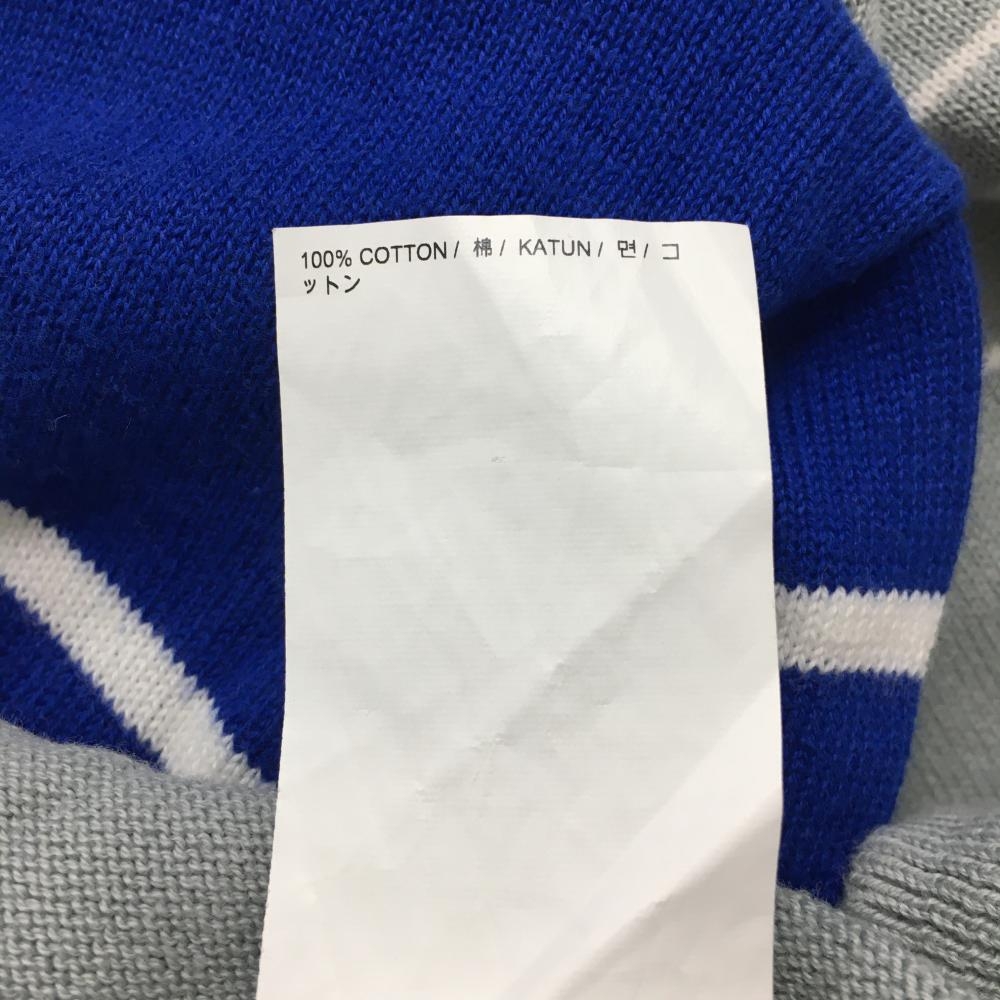 100% COTTON / 棉 / KATUN / 면 / コ
ットン